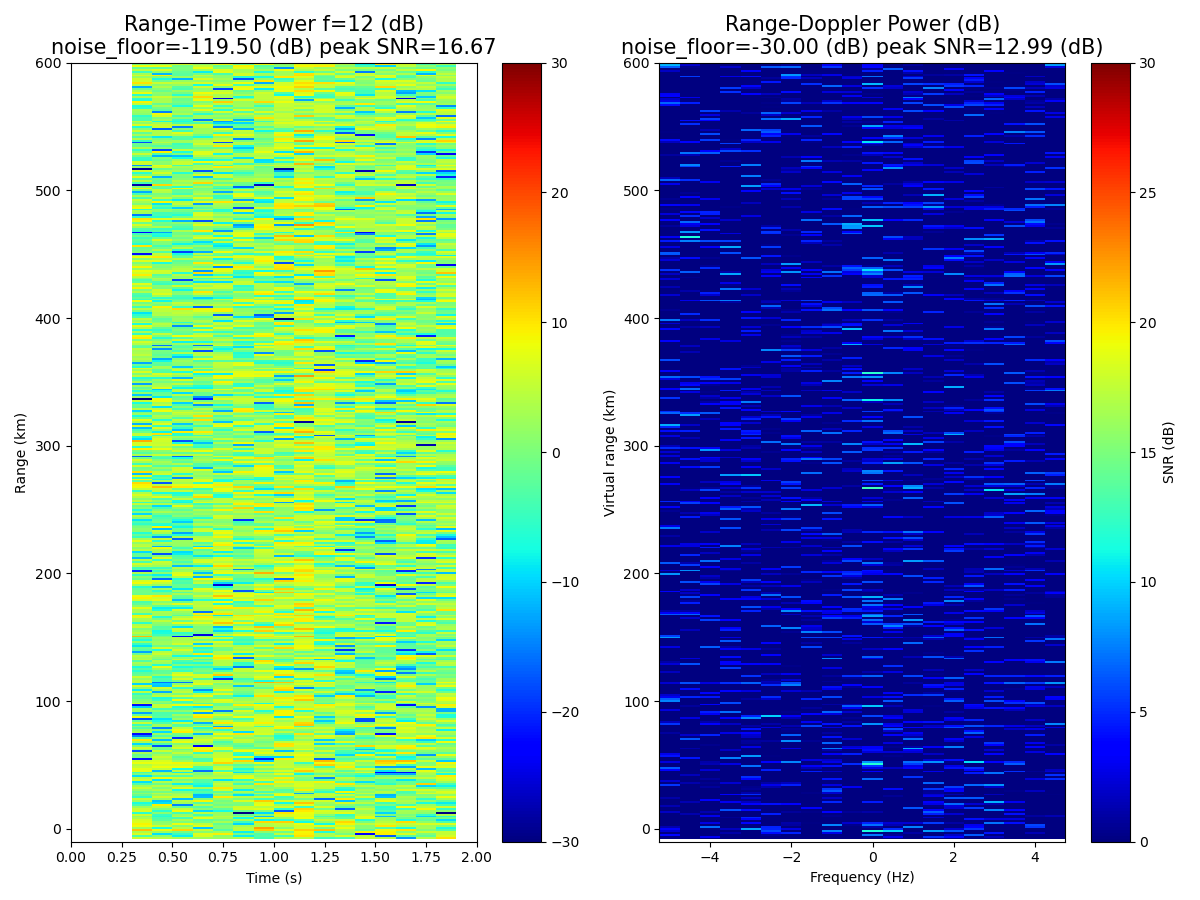 Range-Time Power f=12 (dB)
noise_floor=-119.50 (dB) peak SNR=16.67
Range-Doppler Power (dB)
noise_floor=-30.00 (dB) peak SNR=12.99 (dB)
600
500
400
300
200
100
0
Range (km)
0.00 0.25 0.50 0.75 1.00 1.25 1.50 1.75 2.00
Time (s)
30
20
10
0
−10
−20
−30
600
500
400
300
200
100
0
Virtual range (km)
−4 −2 0 2 4
Frequency (Hz)
30
25
20
15
10
5
0
SNR (dB)